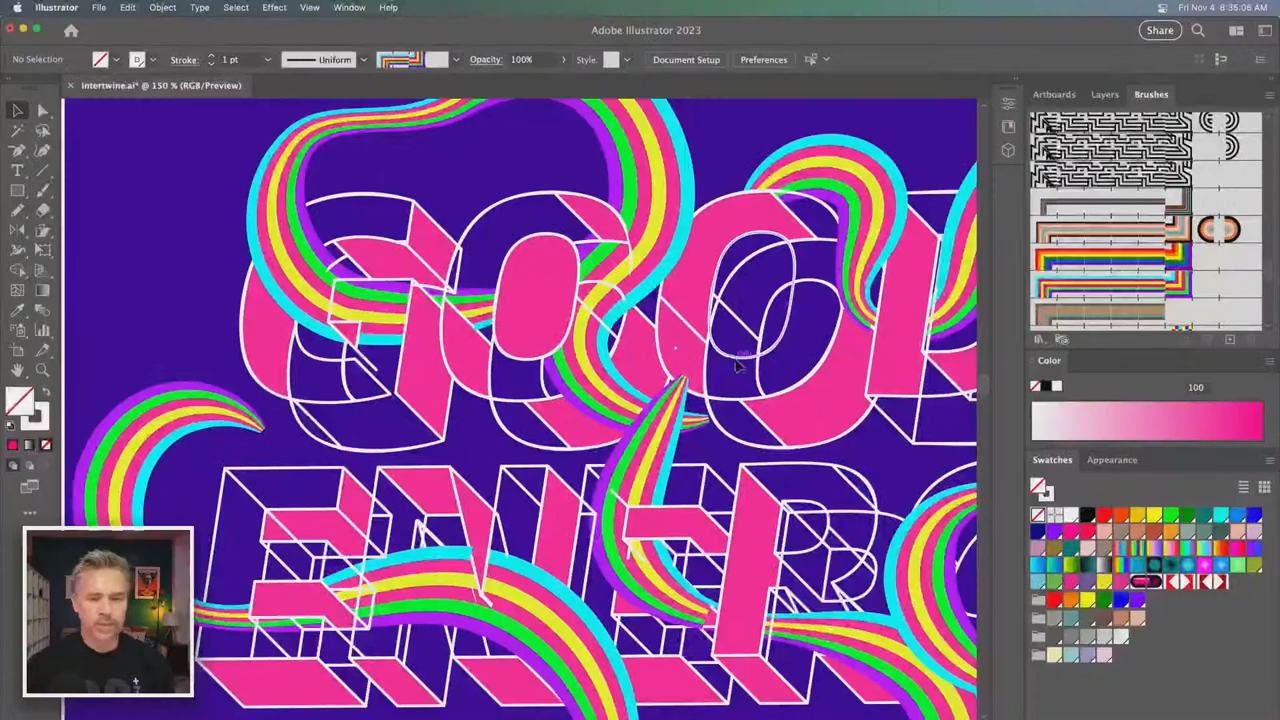 Illustrator File Edit Object Type Select Effect View Window Help
Fri Nov 4 8:35:06 AM
Adobe Illustrator 2023
Share
No Selection
Stroke: 1 pt
Uniform
Opacity: 100%
Style:
Document Setup
Preferences
Intertwine.ai* @ 150 % (RGB/Preview)
Artboards Layers Brushes
GOOD
ENER
Color
100
Swatches Appearance